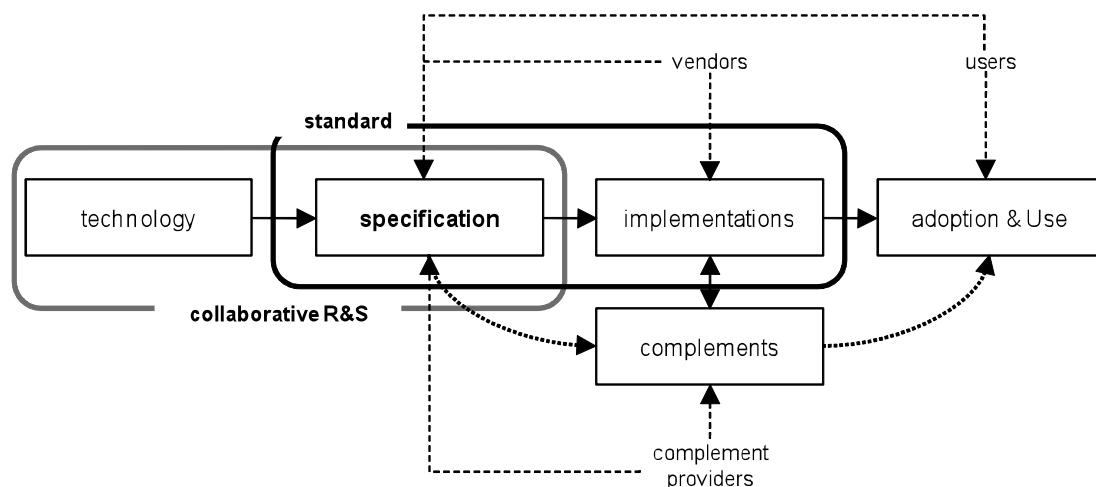 vendors
users
standard
technology
specification
implementations
adoption & Use
collaborative R&S
complements
complement
providers